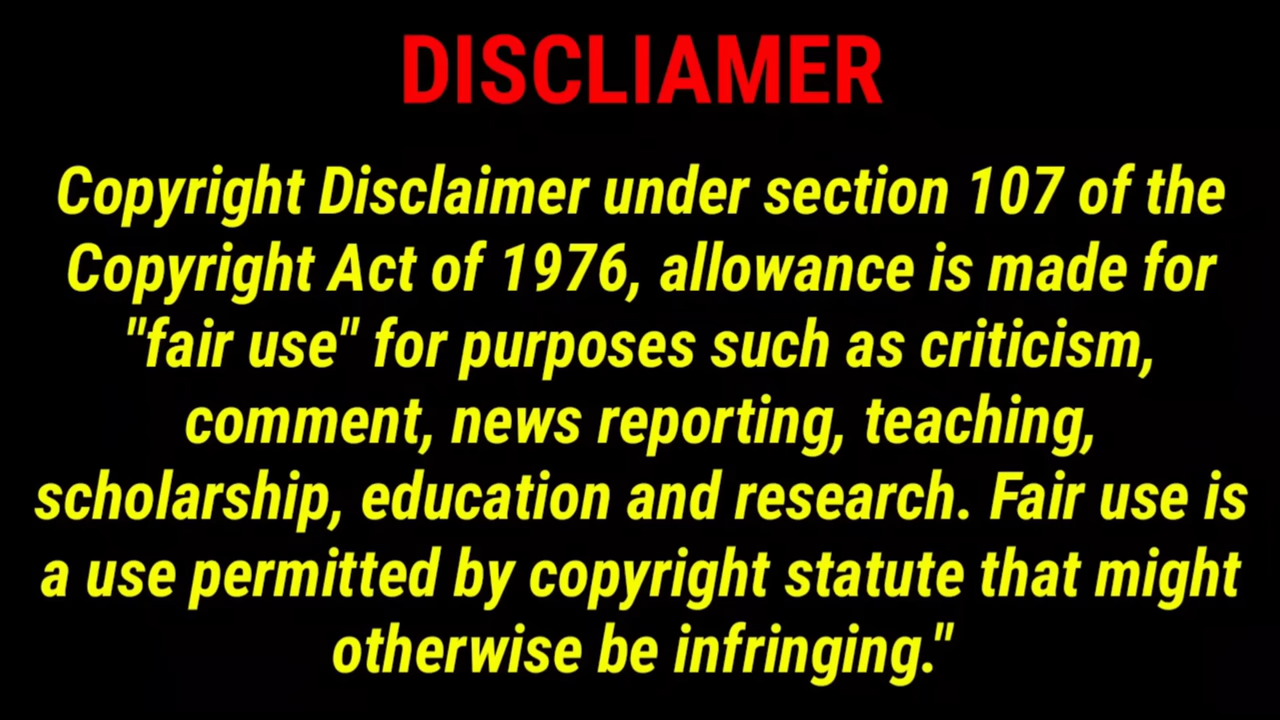 DISCLIAMER
Copyright Disclaimer under section 107 of the
Copyright Act of 1976, allowance is made for
"fair use" for purposes such as criticism,
comment, news reporting, teaching,
scholarship, education and research. Fair use is
a use permitted by copyright statute that might
otherwise be infringing."